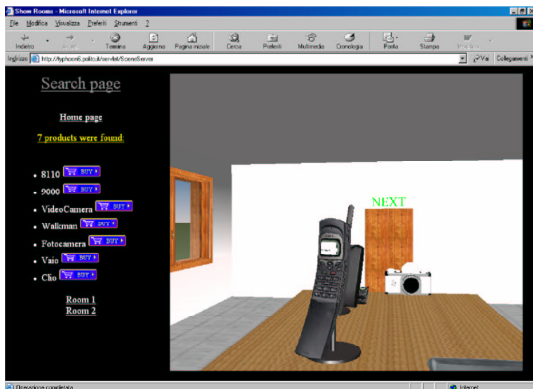 Show Rooms - Microsoft Internet Explorer
File Modifica Visualizza Preferiti Strumenti ?
Indietro Termina Aggiorna Pagina iniziale Cerca Preferiti Multimedia Cronologia Posta Stampa
Indirizzo http://typhoon6.polito.it/servlet/SceneServer Vai Collegamenti
Search page
Home page
7 products were found:
8110 BUY
9000 BUY
VideoCamera BUY
Walkman BUY
Fotocamera BUY
Vaio BUY
Clio BUY
Room 1
Room 2
NEXT
Operazione completata Internet